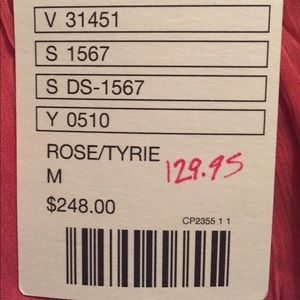 V 31451
S 1567
S DS-1567
Y 0510
ROSE/TYRIE
M 129.95
$248.00
CP2355 1 1